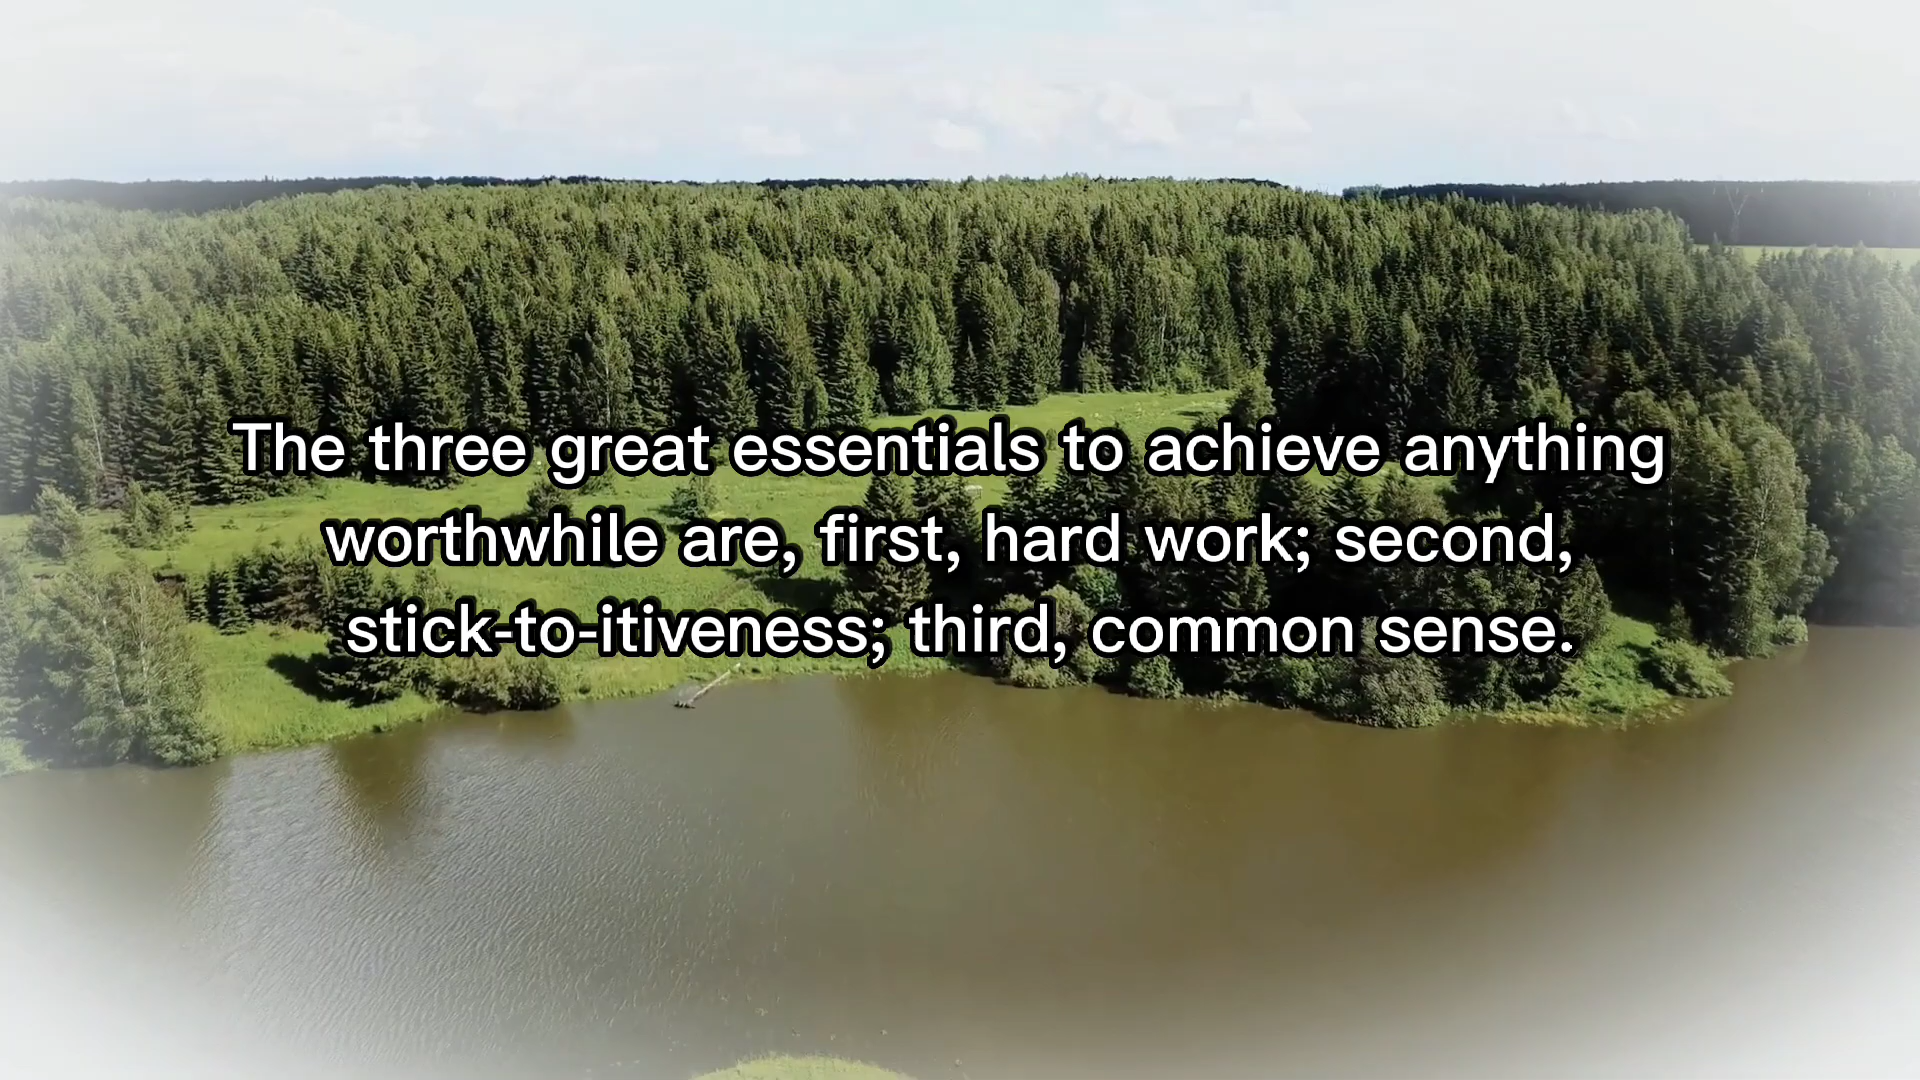 The three great essentials to achieve anything
worthwhile are, first, hard work; second,
stick-to-itiveness; third, common sense.